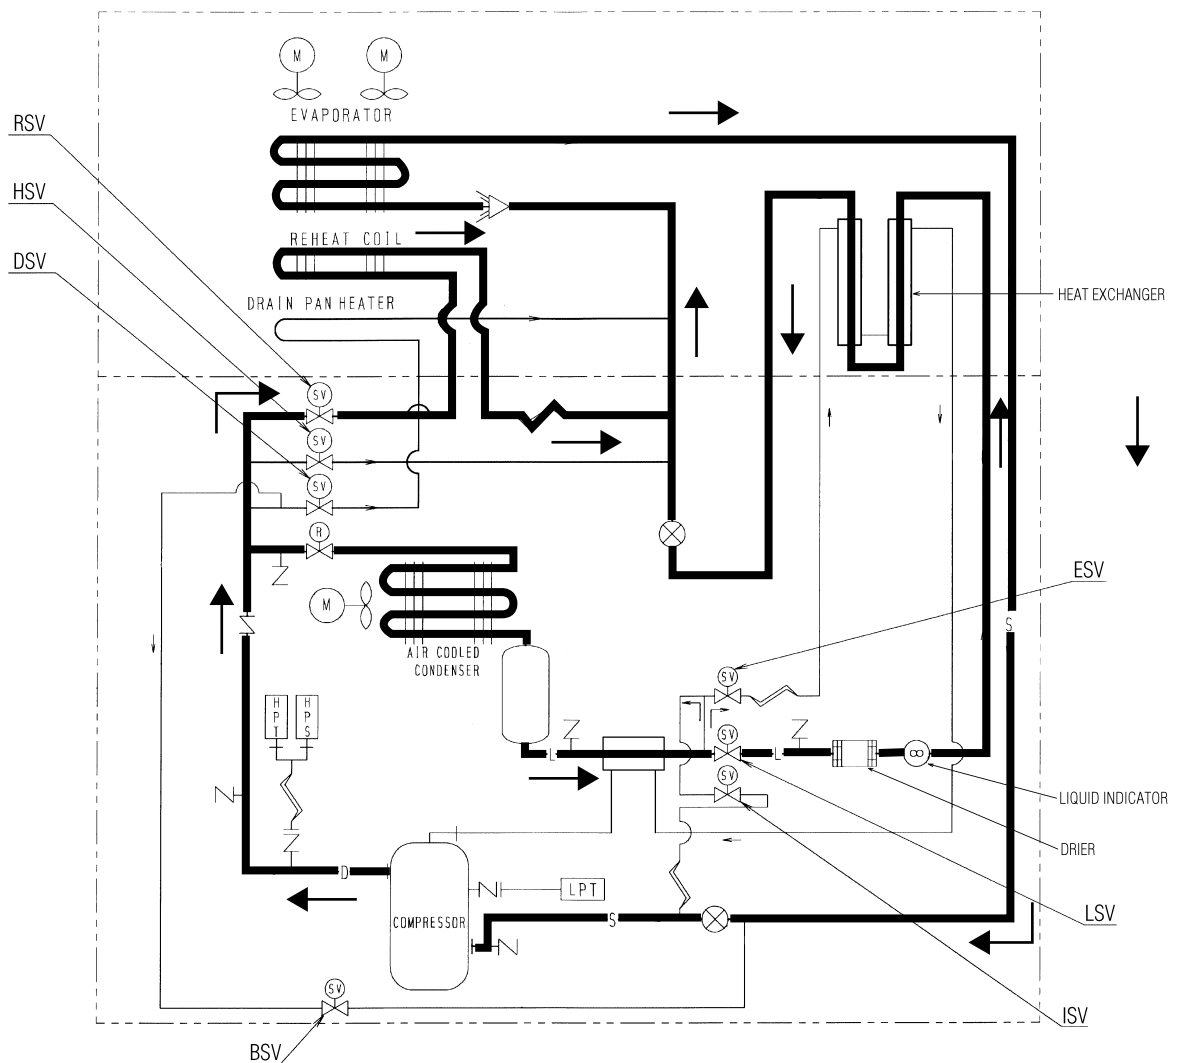 M
M
EVAPORATOR
RSV
HSV
REHEAT COIL
DSV
DRAIN PAN HEATER
HEAT EXCHANGER
SV
SV
SV
R
M
AIR COOLED
CONDENSER
ESV
S
SV
HPT
HPS
L
SV
L
SV
LIQUID INDICATOR
DRIER
D
LPT
COMPRESSOR
S
LSV
SV
ISV
BSV